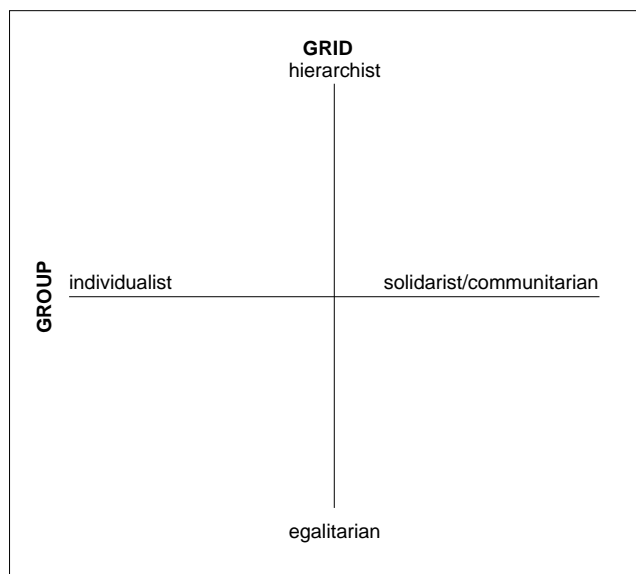 GRID
hierarchist
GROUP
individualist
solidarist/communitarian
egalitarian